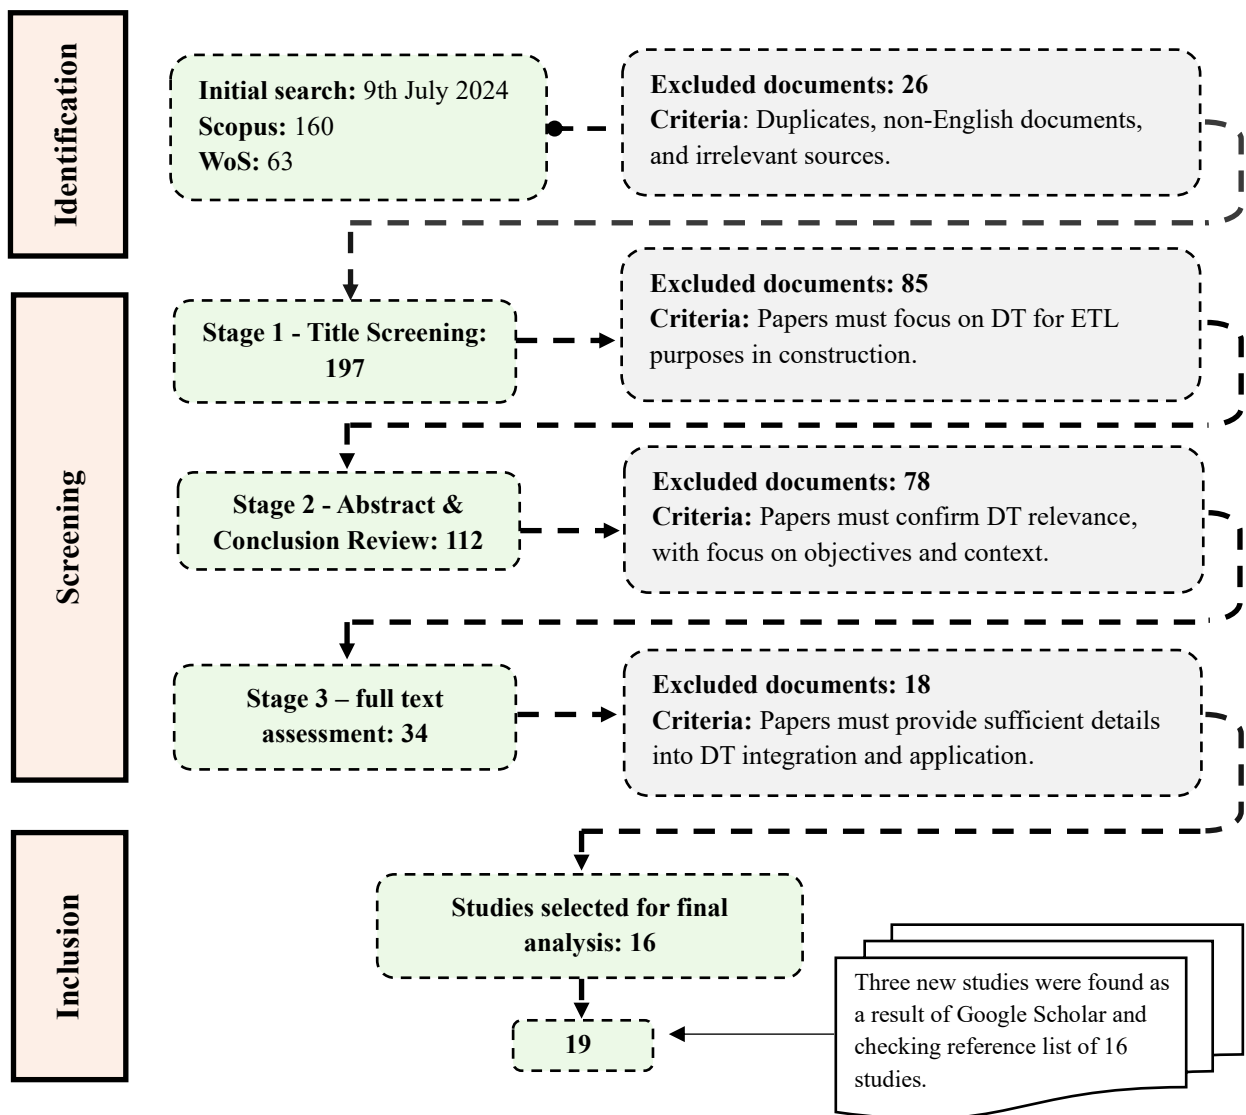 Identification
Initial search: 9th July 2024
Scopus: 160
WoS: 63
Excluded documents: 26
Criteria: Duplicates, non-English documents,
and irrelevant sources.
Screening
Stage 1 - Title Screening:
197
Excluded documents: 85
Criteria: Papers must focus on DT for ETL
purposes in construction.
Stage 2 - Abstract &
Conclusion Review: 112
Excluded documents: 78
Criteria: Papers must confirm DT relevance,
with focus on objectives and context.
Stage 3 – full text
assessment: 34
Excluded documents: 18
Criteria: Papers must provide sufficient details
into DT integration and application.
Inclusion
Studies selected for final
analysis: 16
19
Three new studies were found as
a result of Google Scholar and
checking reference list of 16
studies.